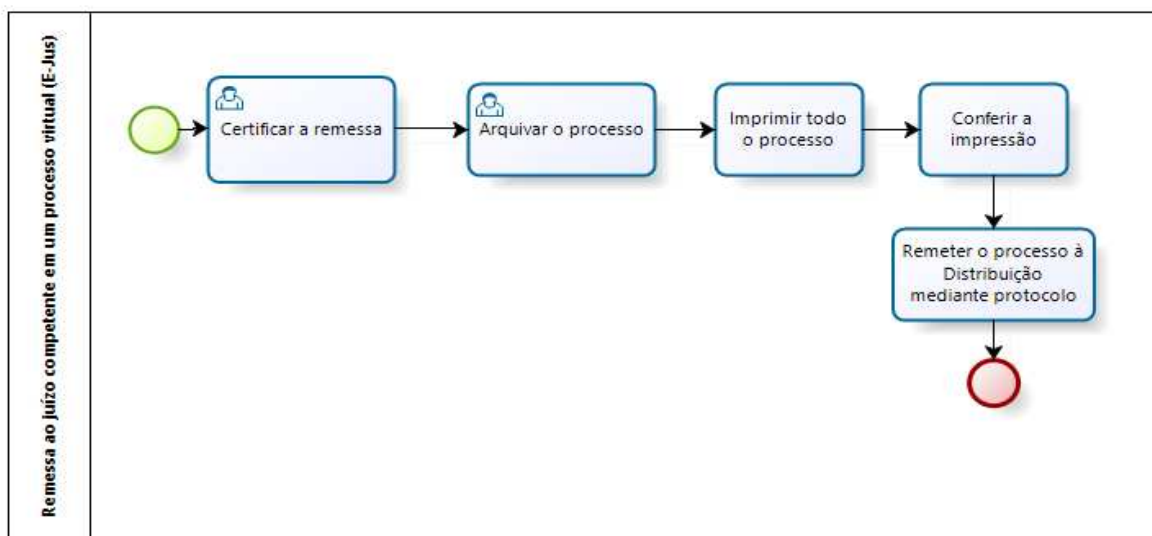 Remessa ao juízo competente em um processo virtual (E-Jus)
Certificar a remessa
Arquivar o processo
Imprimir todo
o processo
Conferir a
impressão
Remeter o processo à
Distribuição
mediante protocolo